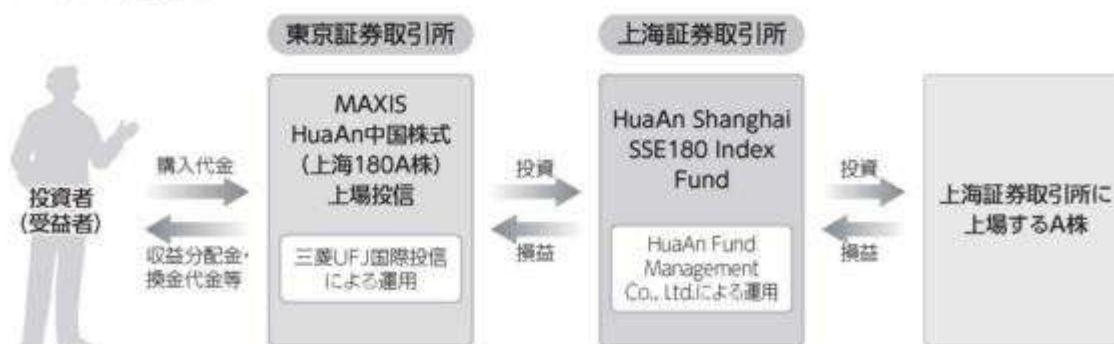 東京証券取引所
上海証券取引所
投資者
(受益者)
購入代金
収益分配金・
換金代金等
MAXIS
HuaAn中国株式
(上海180A株)
上場投信
三菱UFJ国際投信
による運用
投資
損益
HuaAn Shanghai
SSE180 Index
Fund
HuaAn Fund
Management
Co., Ltd.による運用
投資
損益
上海証券取引所に
上場するA株